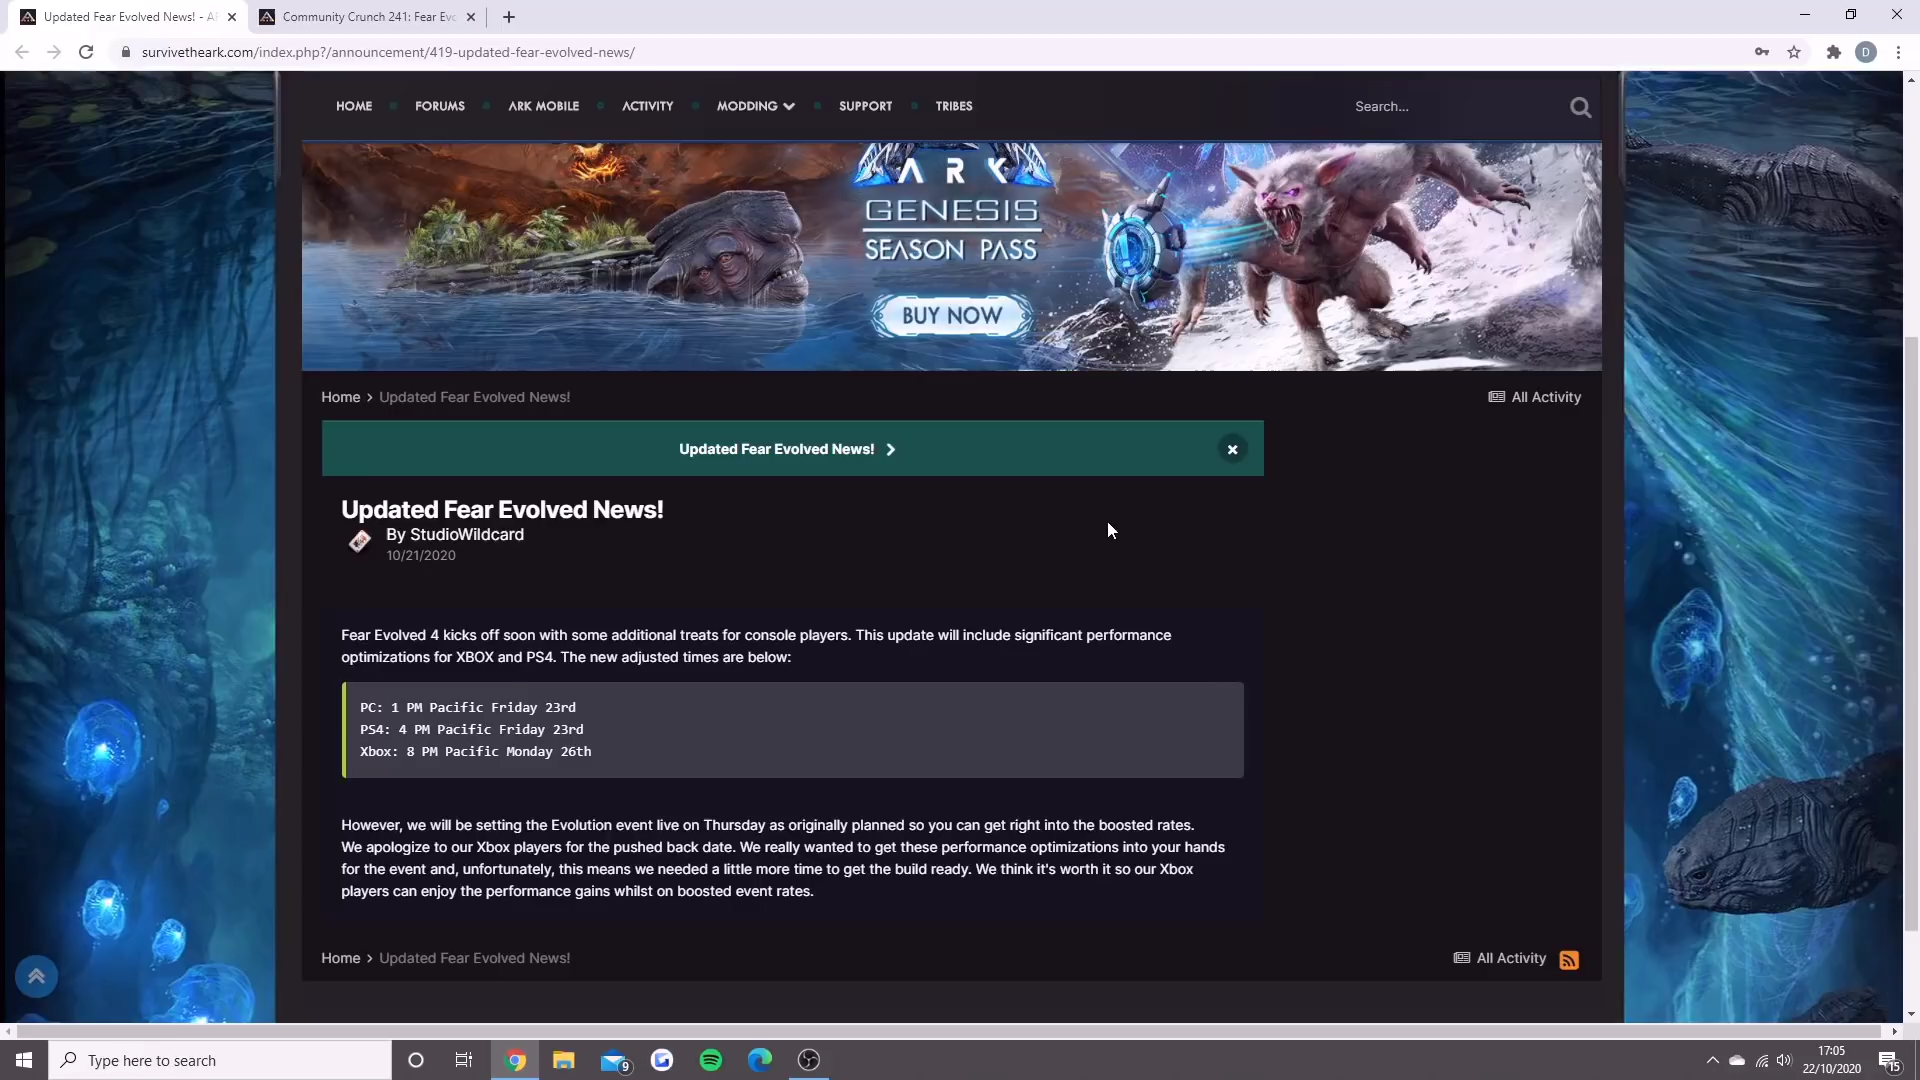 Updated Fear Evolved News! - A
Community Crunch 241: Fear Evo
survivetheark.com/index.php?/announcement/419-updated-fear-evolved-news/
D
HOME FORUMS ARK MOBILE ACTIVITY MODDING SUPPORT TRIBES Search...
ARK
GENESIS
SEASON PASS
BUY NOW
Home > Updated Fear Evolved News! All Activity
Updated Fear Evolved News! >
Updated Fear Evolved News!
By StudioWildcard
10/21/2020
Fear Evolved 4 kicks off soon with some additional treats for console players. This update will include significant performance
optimizations for XBOX and PS4. The new adjusted times are below:
PC: 1 PM Pacific Friday 23rd
PS4: 4 PM Pacific Friday 23rd
Xbox: 8 PM Pacific Monday 26th
However, we will be setting the Evolution event live on Thursday as originally planned so you can get right into the boosted rates.
We apologize to our Xbox players for the pushed back date. We really wanted to get these performance optimizations into your hands
for the event and, unfortunately, this means we needed a little more time to get the build ready. We think it's worth it so our Xbox
players can enjoy the performance gains whilst on boosted event rates.
Home > Updated Fear Evolved News! All Activity
Type here to search
9
17:05
22/10/2020
15